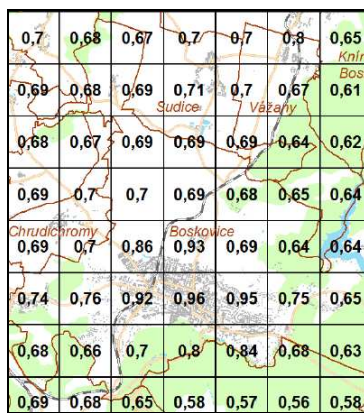 0,7 0,68 0,67 0,7 0,7 0,8 0,65
Kní
Bos
0,69 0,68 0,69 0,71 0,7 0,67 0,61
Sudice Vážany
0,68 0,67 0,69 0,69 0,69 0,64 0,62
0,69 0,7 0,7 0,69 0,68 0,65 0,64
Chrudichromy Boskovice
0,69 0,7 0,86 0,93 0,69 0,64 0,64
0,74 0,76 0,92 0,96 0,95 0,75 0,65
0,68 0,66 0,7 0,8 0,84 0,68 0,63
0,69 0,68 0,65 0,58 0,57 0,56 0,58